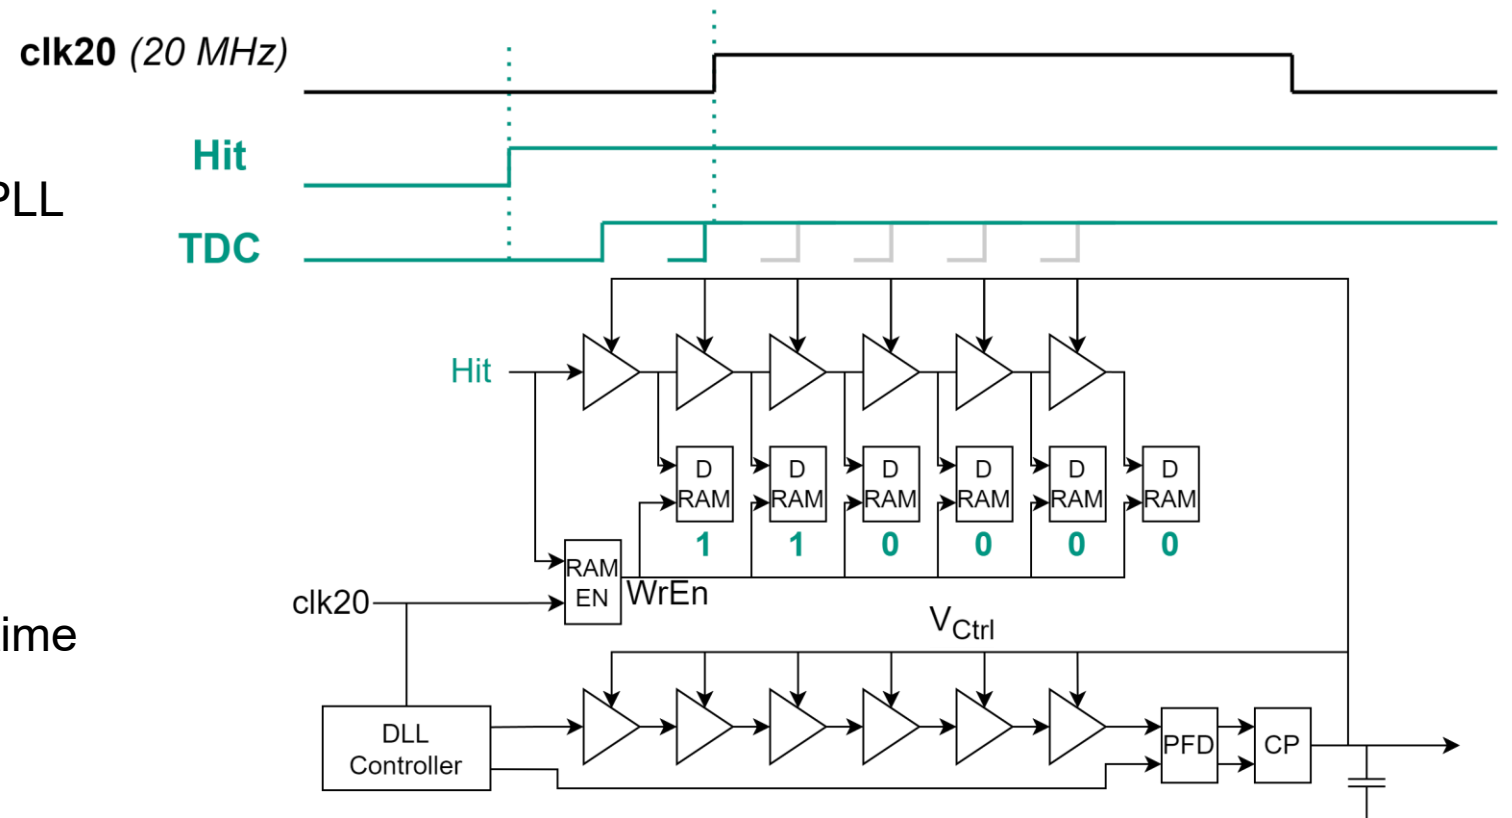 clk20 (20 MHz)
Hit
PLL
TDC
Hit
D RAM
D RAM
D RAM
D RAM
D RAM
D RAM
1 1 0 0 0 0
RAM EN
WrEn
clk20
VCtrl
DLL
Controller
PFD
CP